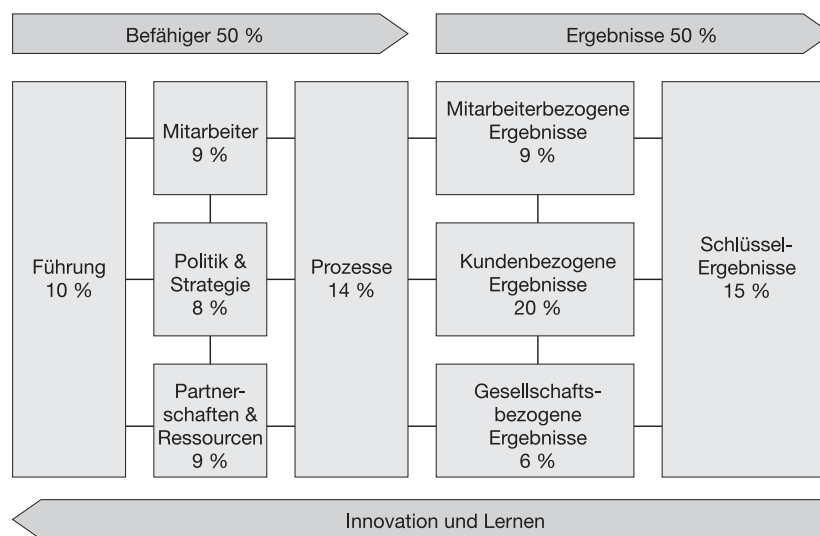 Befähiger 50 %
Ergebnisse 50 %
Führung
10 %
Mitarbeiter
9 %
Politik &
Strategie
8 %
Partner-
schaften &
Ressourcen
9 %
Prozesse
14 %
Mitarbeiterbezogene
Ergebnisse
9 %
Kundenbezogene
Ergebnisse
20 %
Gesellschafts-
bezogene
Ergebnisse
6 %
Schlüssel-
Ergebnisse
15 %
Innovation und Lernen